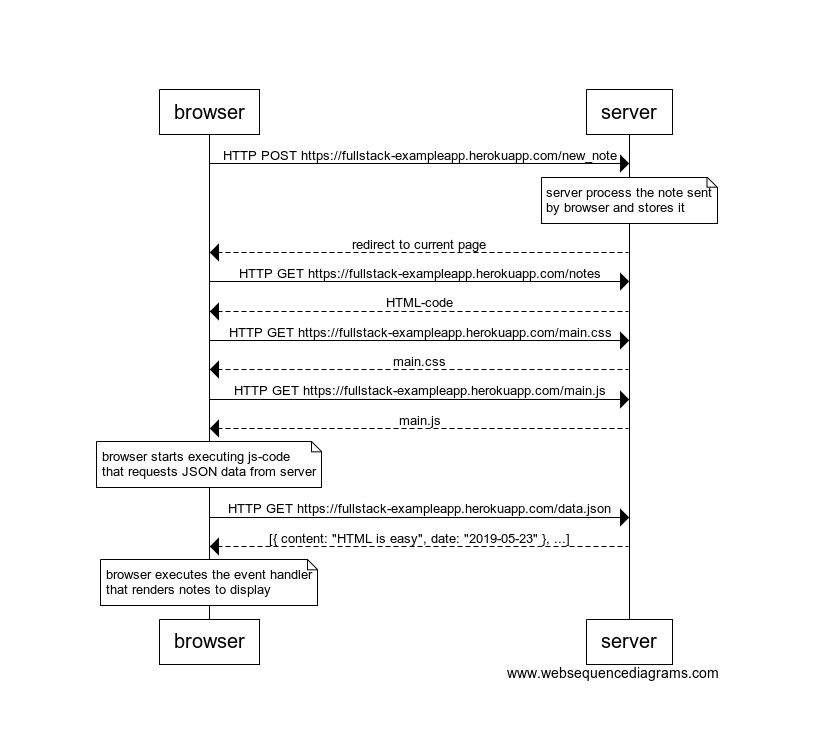 browser
server
HTTP POST https://fullstack-exampleapp.herokuapp.com/new_note
server process the note sent
by browser and stores it
redirect to current page
HTTP GET https://fullstack-exampleapp.herokuapp.com/notes
HTML-code
HTTP GET https://fullstack-exampleapp.herokuapp.com/main.css
main.css
HTTP GET https://fullstack-exampleapp.herokuapp.com/main.js
main.js
browser starts executing js-code
that requests JSON data from server
HTTP GET https://fullstack-exampleapp.herokuapp.com/data.json
[{ content: "HTML is easy", date: "2019-05-23" }, ...]
browser executes the event handler
that renders notes to display
browser
server
www.websequencediagrams.com